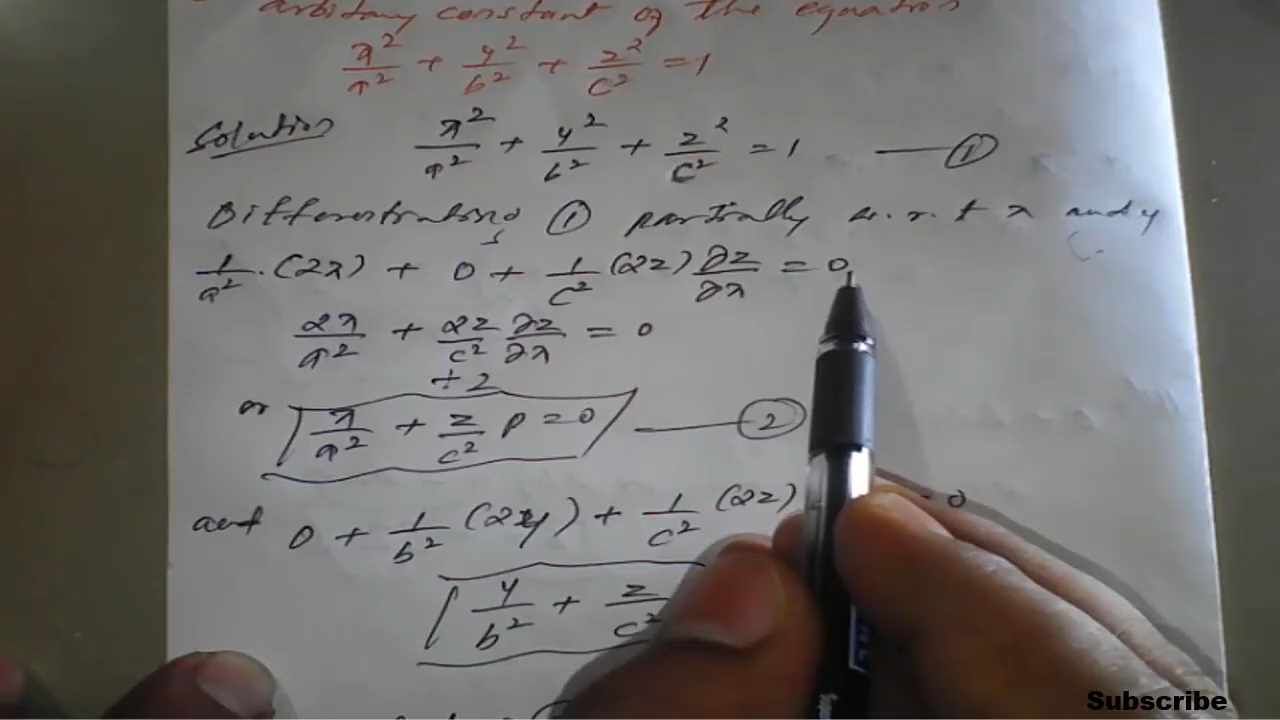 arbitary constant of the equation
x²/a² + y²/b² + z²/c² = 1
Solution x²/a² + y²/b² + z²/c² = 1 — ①
Differentiating ① partially w.r.t x and y
1/a² . (2x) + 0 + 1/c² (2z) ∂z/∂x = 0
2x/a² + 2z/c² ∂z/∂x = 0
÷2
or x/a² + z/c² p = 0 — ②
and 0 + 1/b² (2y) + 1/c² (2z) 0
y/b² + z/c²
Subscribe